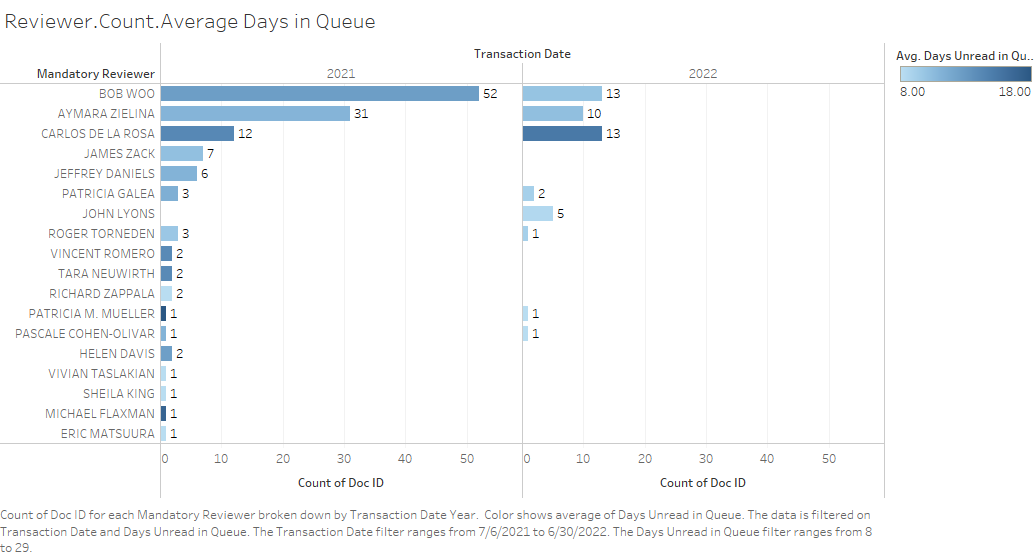 Reviewer.Count.Average Days in Queue
Transaction Date
Avg. Days Unread in Qu..
Mandatory Reviewer 2021 2022
8.00 18.00
BOB WOO 52 13
AYMARA ZIELINA 31 10
CARLOS DE LA ROSA 12 13
JAMES ZACK 7
JEFFREY DANIELS 6
PATRICIA GALEA 3 2
JOHN LYONS 5
ROGER TORNEDEN 3 1
VINCENT ROMERO 2
TARA NEUWIRTH 2
RICHARD ZAPPALA 2
PATRICIA M. MUELLER 1 1
PASCALE COHEN-OLIVAR 1 1
HELEN DAVIS 2
VIVIAN TASLAKIAN 1
SHEILA KING 1
MICHAEL FLAXMAN 1
ERIC MATSUURA 1
0 10 20 30 40 50 0 10 20 30 40 50
Count of Doc ID Count of Doc ID
Count of Doc ID for each Mandatory Reviewer broken down by Transaction Date Year. Color shows average of Days Unread in Queue. The data is filtered on
Transaction Date and Days Unread in Queue. The Transaction Date filter ranges from 7/6/2021 to 6/30/2022. The Days Unread in Queue filter ranges from 8
to 29.